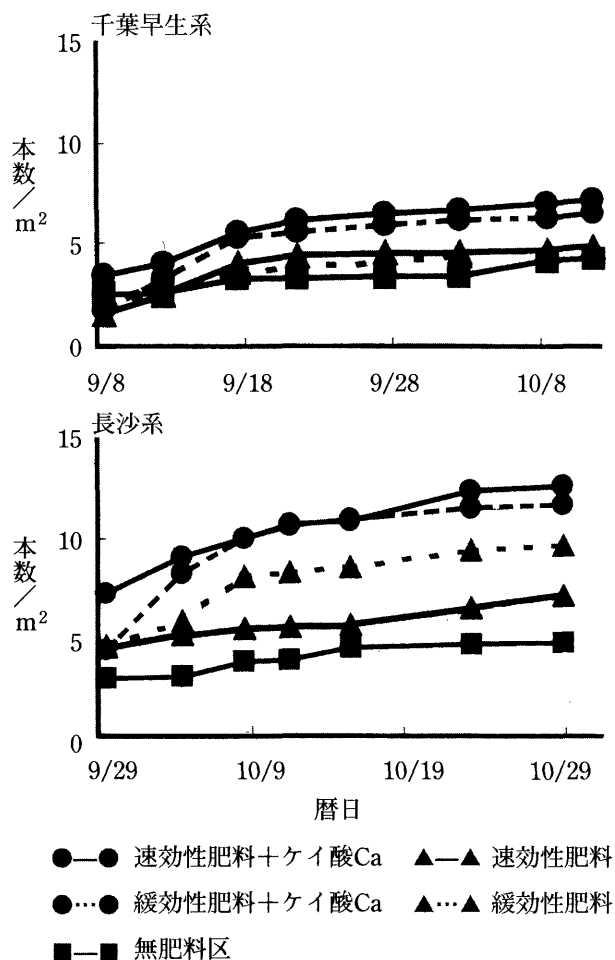 千葉早生系
15
10
5
0
本数／m²
9/8 9/18 9/28 10/8
長沙系
15
10
5
0
本数／m²
9/29 10/9 10/19 10/29
暦日
●—● 速効性肥料＋ケイ酸Ca ▲—▲ 速効性肥料
●…● 緩効性肥料＋ケイ酸Ca ▲…▲ 緩効性肥料
■—■ 無肥料区